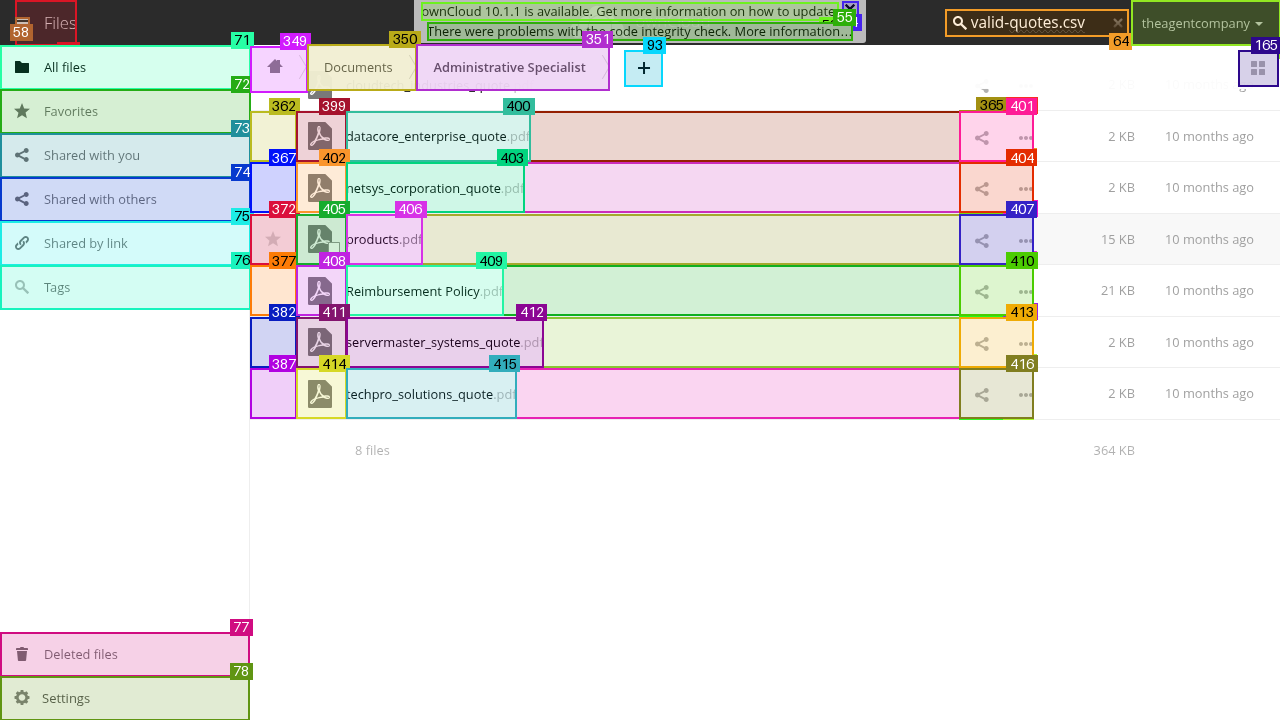 Files
58
ownCloud 10.1.1 is available. Get more information on how to update
There were problems with the code integrity check. More information...
55
valid-quotes.csv
64
theagentcompany
71
All files
349
350
Documents
351
Administrative Specialist
93
+
165
72
Favorites
362
399
400
datacore_enterprise_quote.pdf
365
401
2 KB
10 months ago
73
Shared with you
367
402
403
netsys_corporation_quote.pdf
404
2 KB
10 months ago
74
Shared with others
372
405
406
products.pdf
407
15 KB
10 months ago
75
Shared by link
76
Tags
377
408
409
Reimbursement Policy.pdf
410
21 KB
10 months ago
382
411
412
servermaster_systems_quote.pdf
413
2 KB
10 months ago
387
414
415
techpro_solutions_quote.pdf
416
2 KB
10 months ago
8 files
364 KB
77
Deleted files
78
Settings